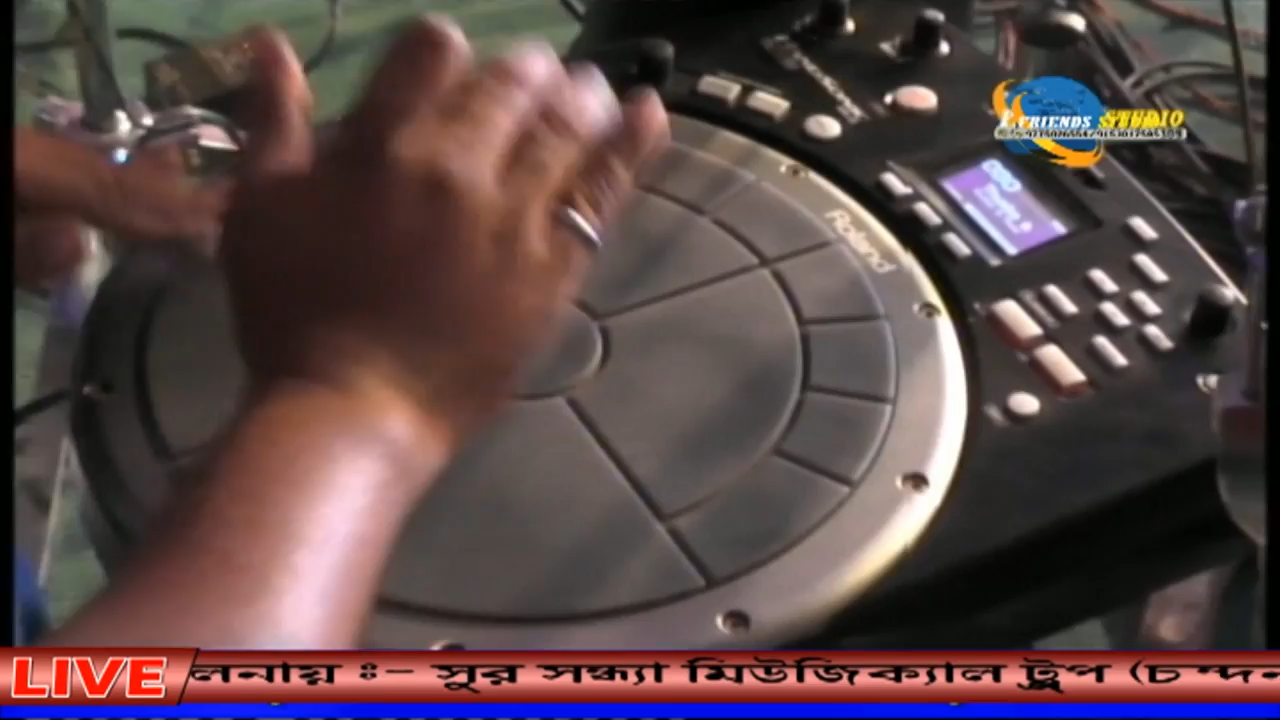 FRIENDS STUDIO
Roland
LIVE লনায় ঃ- সুর সন্ধ্যা মিউজিক্যাল ট্রুপ (চন্দন